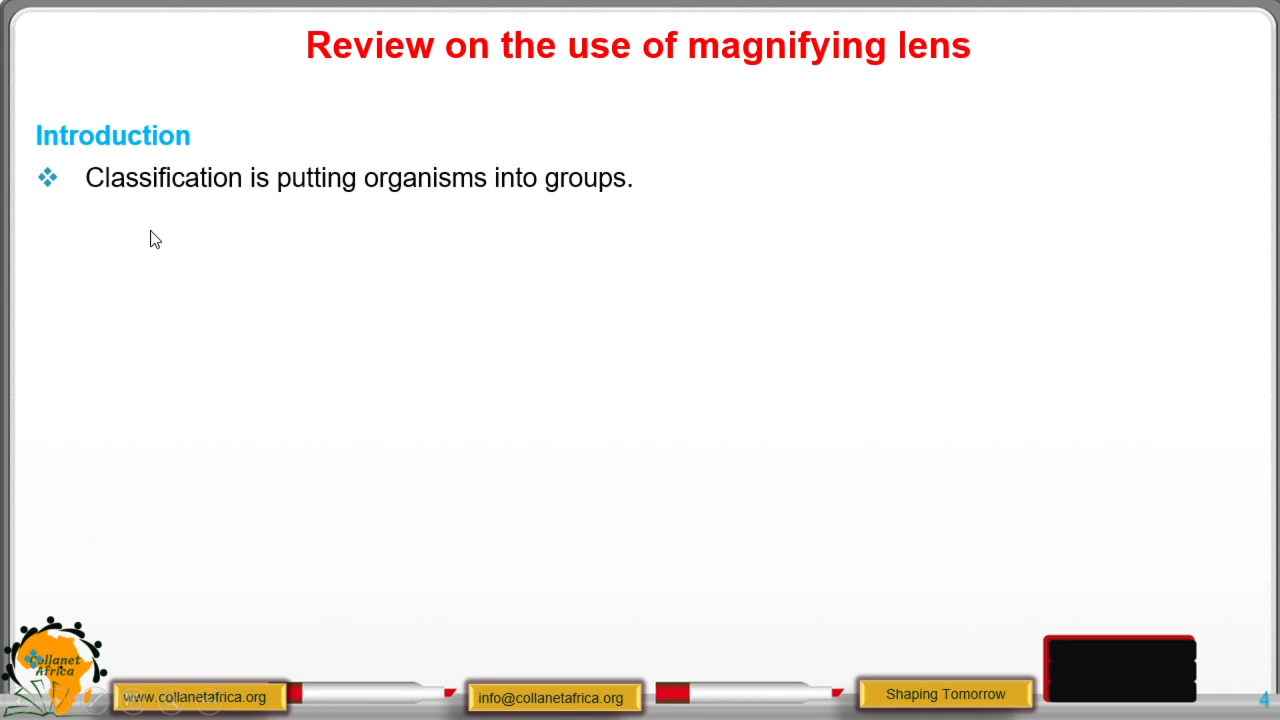 Review on the use of magnifying lens
Introduction
Classification is putting organisms into groups.
Collanet
Africa
www.collanetafrica.org
info@collanetafrica.org
Shaping Tomorrow
4